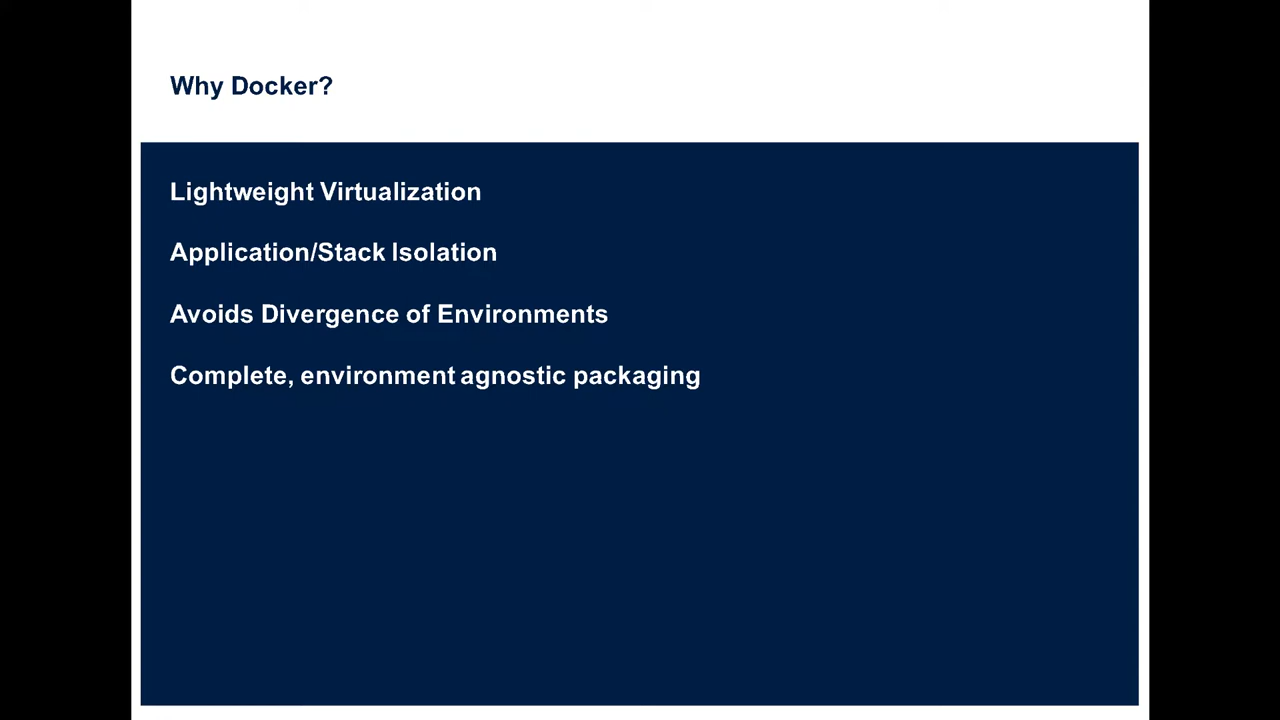 Why Docker?
Lightweight Virtualization
Application/Stack Isolation
Avoids Divergence of Environments
Complete, environment agnostic packaging